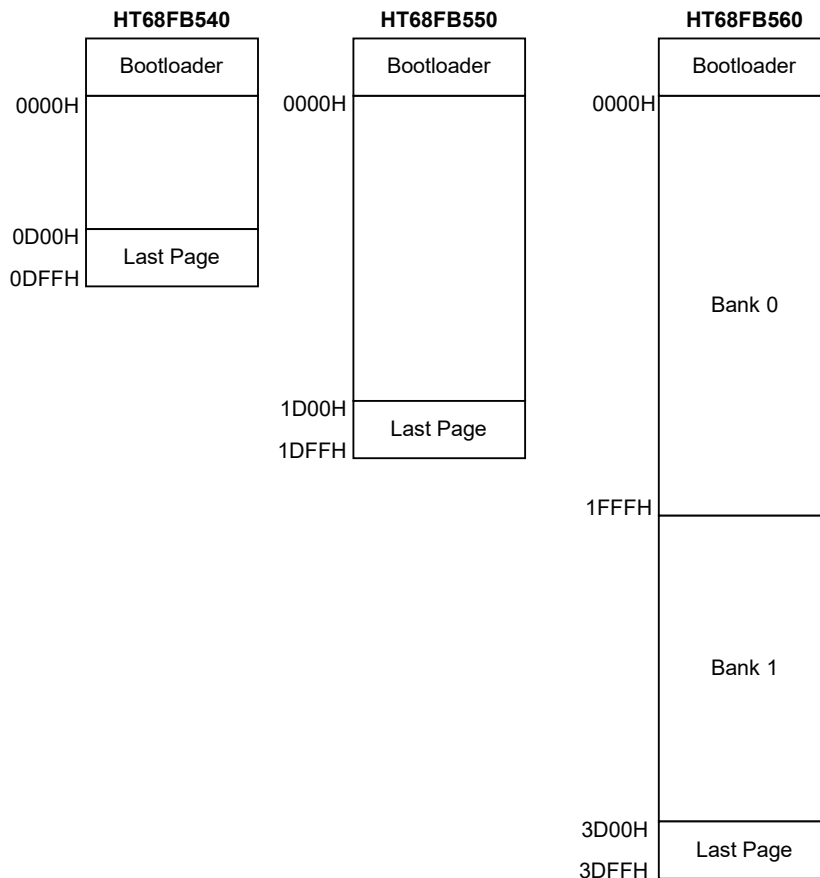 HT68FB540
HT68FB550
HT68FB560
Bootloader
Bootloader
Bootloader
0000H
0000H
0000H
0D00H
Last Page
0DFFH
Bank 0
1D00H
Last Page
1DFFH
1FFFH
Bank 1
3D00H
Last Page
3DFFH